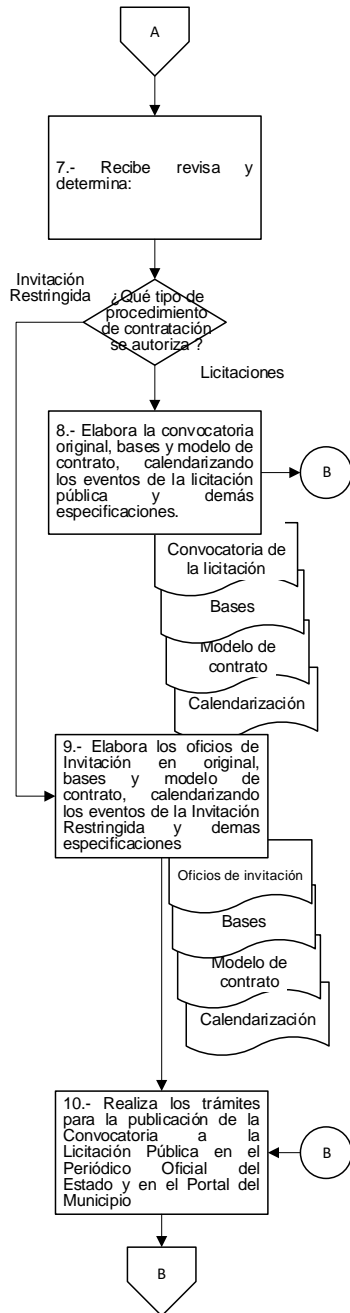 A
7.- Recibe revisa y
determina:
Invitación
Restringida
¿Qué tipo de
procedimiento
de contratación
se autoriza ?
Licitaciones
8.- Elabora la convocatoria
original, bases y modelo de
contrato, calendarizando
los eventos de la licitación
pública y demás
especificaciones.
B
Convocatoria de
la licitación
Bases
Modelo de
contrato
Calendarización
9.- Elabora los oficios de
Invitación en original,
bases y modelo de
contrato, calendarizando
los eventos de la Invitación
Restringida y demas
especificaciones
Oficios de invitación
Bases
Modelo de
contrato
Calendarización
10.- Realiza los trámites
para la publicación de la
Convocatoria a la
Licitación Pública en el
Periódico Oficial del
Estado y en el Portal del
Municipio
B
B